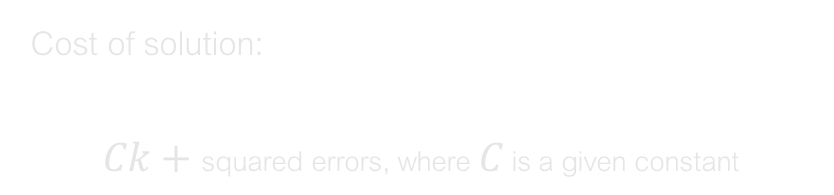 Cost of solution:
Ck + squared errors, where C is a given constant